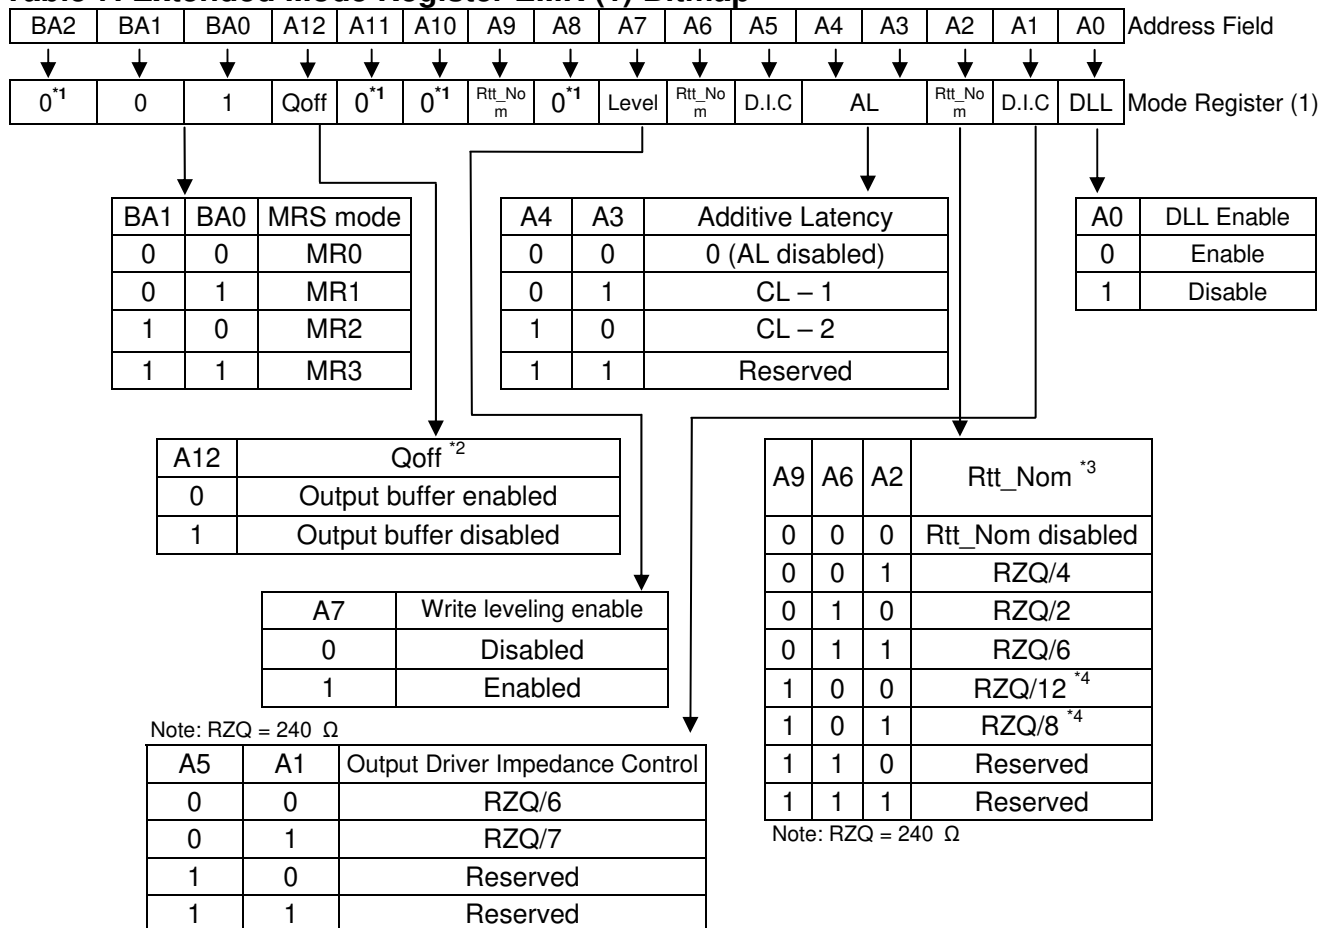 BA2 BA1 BA0 A12 A11 A10 A9 A8 A7 A6 A5 A4 A3 A2 A1 A0 Address Field
0*1 0 1 Qoff 0*1 0*1 Rtt_No m 0*1 Level Rtt_No m D.I.C AL Rtt_No m D.I.C DLL Mode Register (1)
BA1 BA0 MRS mode
0 0 MR0
0 1 MR1
1 0 MR2
1 1 MR3
A4 A3 Additive Latency
0 0 0 (AL disabled)
0 1 CL – 1
1 0 CL – 2
1 1 Reserved
A0 DLL Enable
0 Enable
1 Disable
A12 Qoff *2
0 Output buffer enabled
1 Output buffer disabled
A7 Write leveling enable
0 Disabled
1 Enabled
Note: RZQ = 240 Ω
A5 A1 Output Driver Impedance Control
0 0 RZQ/6
0 1 RZQ/7
1 0 Reserved
1 1 Reserved
A9 A6 A2 Rtt_Nom *3
0 0 0 Rtt_Nom disabled
0 0 1 RZQ/4
0 1 0 RZQ/2
0 1 1 RZQ/6
1 0 0 RZQ/12 *4
1 0 1 RZQ/8 *4
1 1 0 Reserved
1 1 1 Reserved
Note: RZQ = 240 Ω